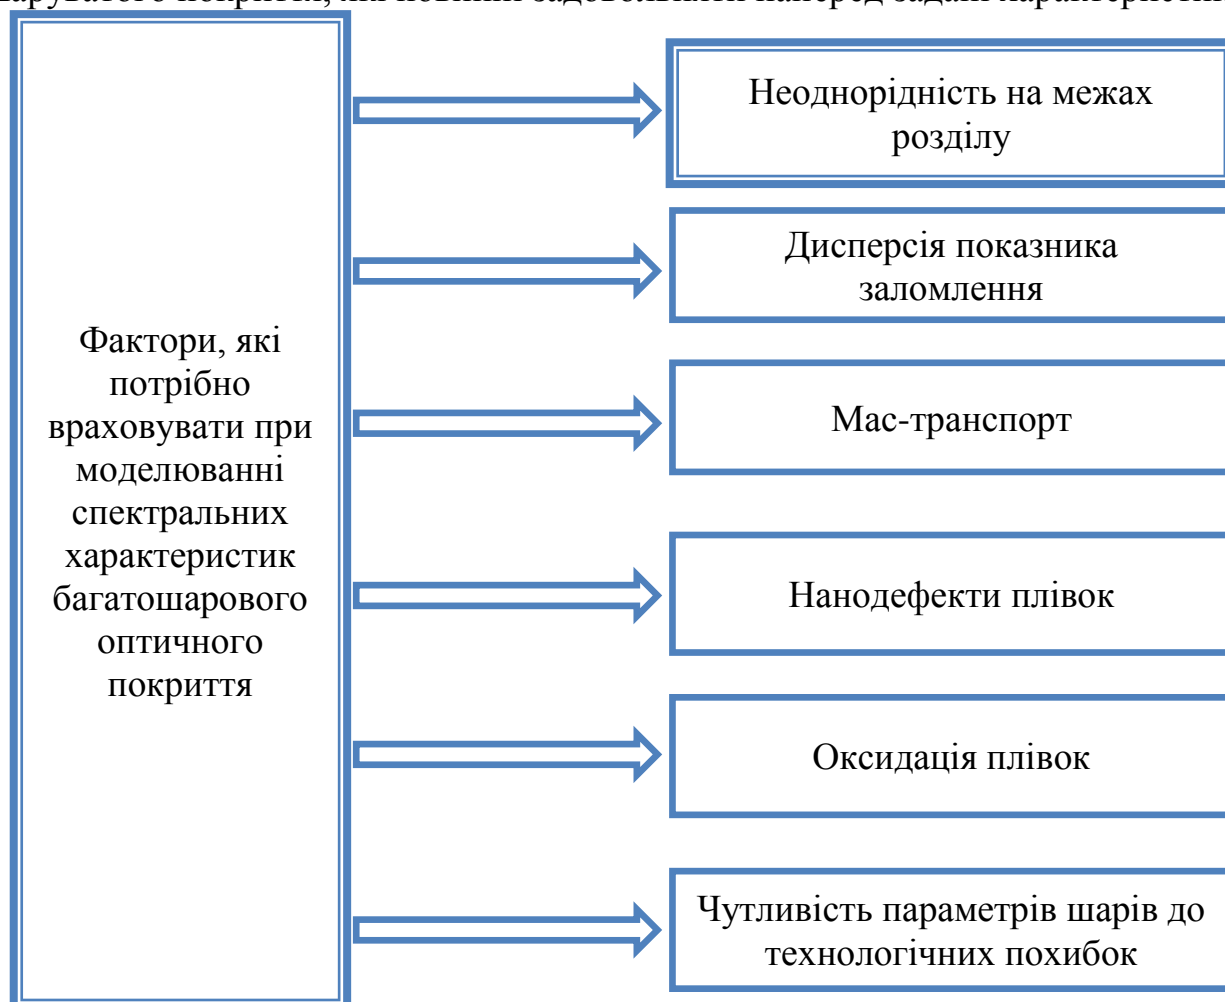 Фактори, які
потрібно
враховувати при
моделюванні
спектральних
характеристик
багатошарового
оптичного
покриття
Неоднорідність на межах
розділу
Дисперсія показника
заломлення
Мас-транспорт
Нанодефекти плівок
Оксидація плівок
Чутливість параметрів шарів до
технологічних похибок